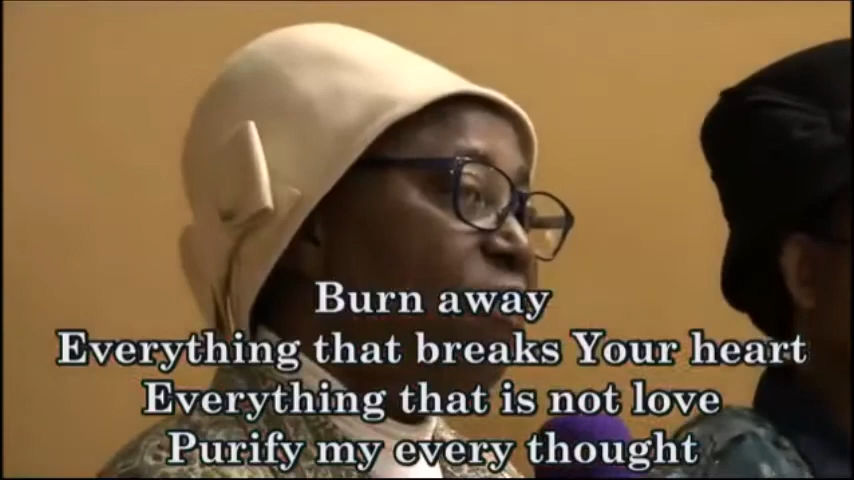 Burn away
Everything that breaks Your heart
Everything that is not love
Purify my every thought